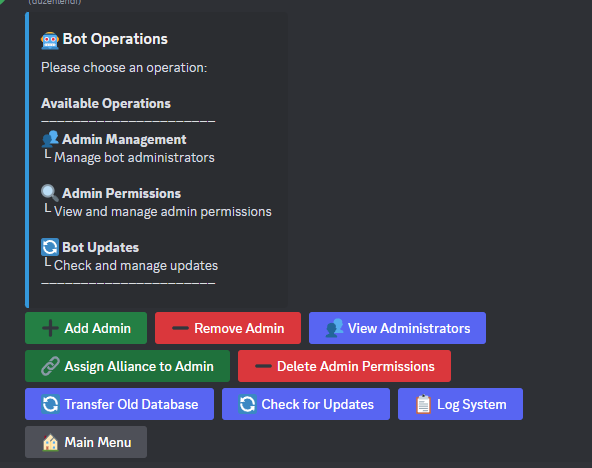 (düzenlendi)
Bot Operations
Please choose an operation:
Available Operations
━━━━━━━━━━━━━━━━━━━━━━
Admin Management
└ Manage bot administrators
Admin Permissions
└ View and manage admin permissions
Bot Updates
└ Check and manage updates
━━━━━━━━━━━━━━━━━━━━━━
Add Admin Remove Admin View Administrators
Assign Alliance to Admin Delete Admin Permissions
Transfer Old Database Check for Updates Log System
Main Menu